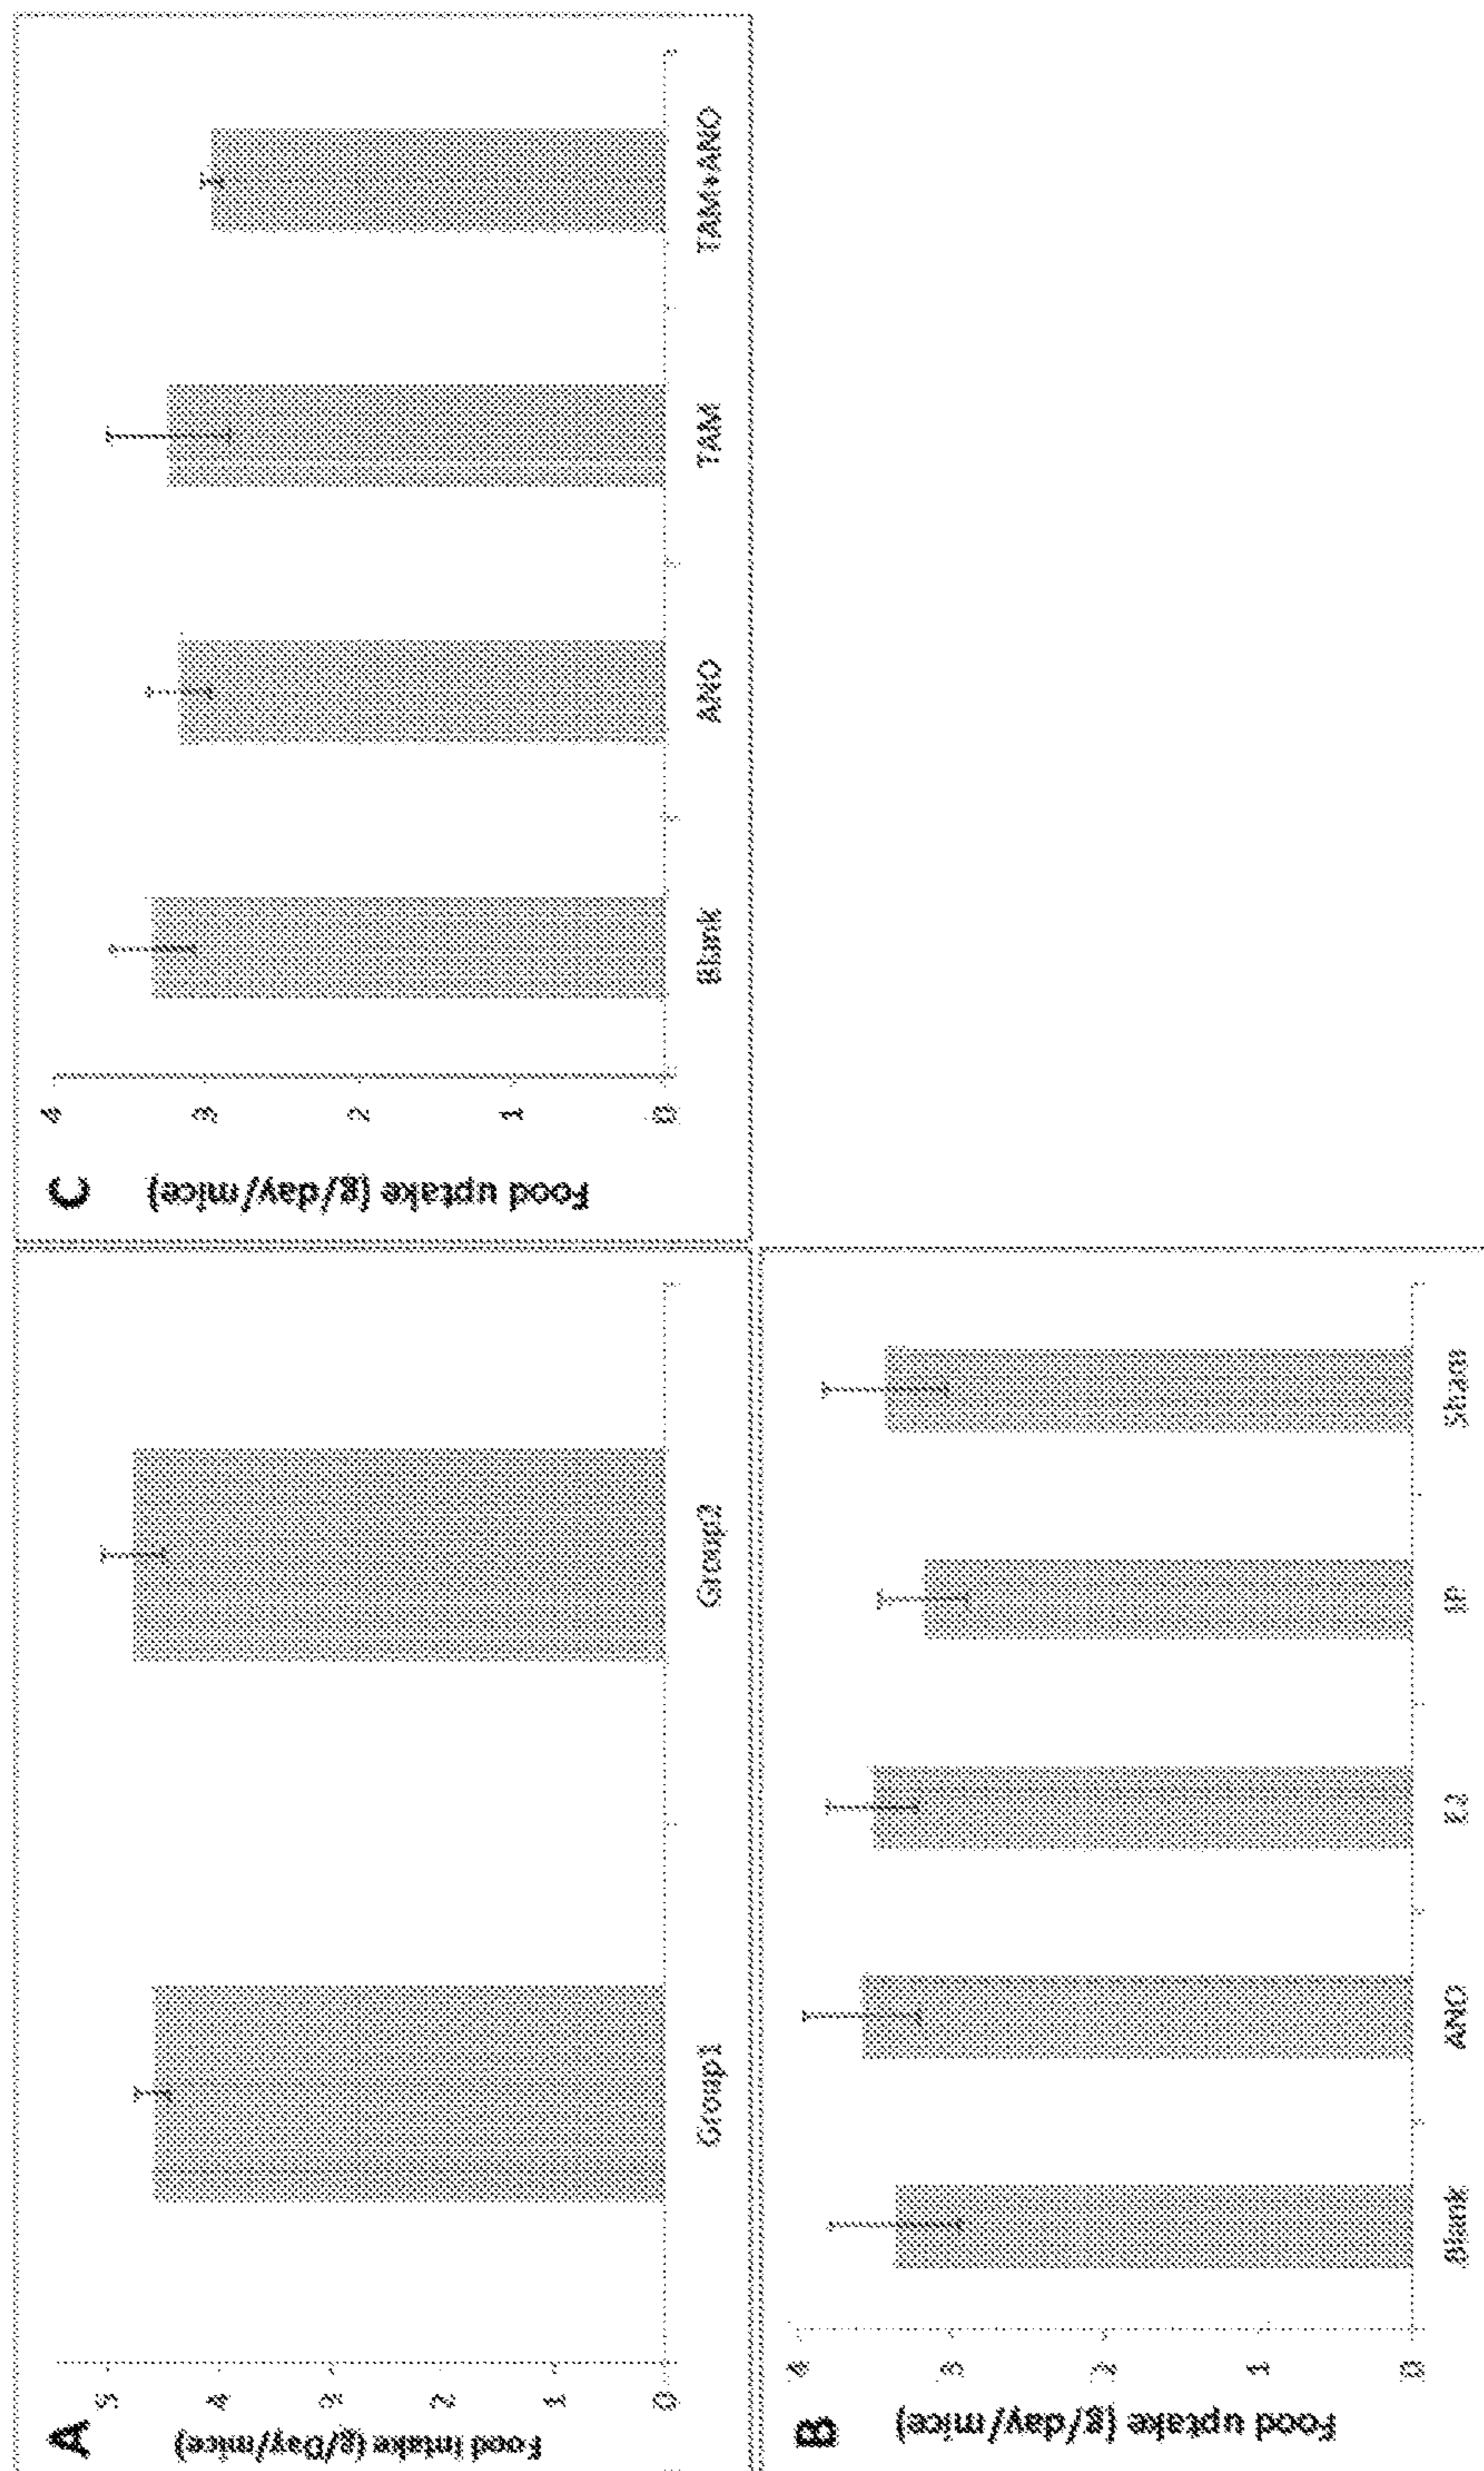 A
Food Intake (g/Day/mice)
5
4
3
2
1
0
Group1
Group2
B
Food uptake (g/day/mice)
4
3
2
1
0
Blank
ANO
E2
IP
Sham
C
Food uptake (g/day/mice)
4
3
2
1
0
Blank
ANO
TAM
TAM+ANO